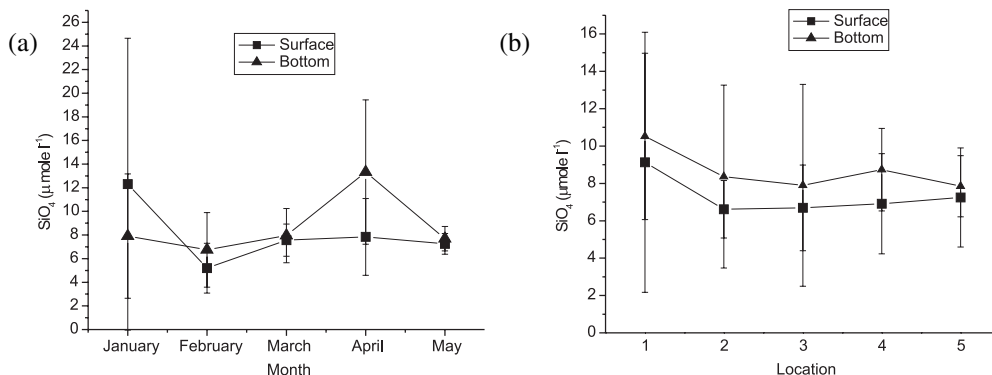 (a)
SiO₄ (μ mole l⁻¹)
26
24
22
20
18
16
14
12
10
8
6
4
2
0
Surface
Bottom
January February March April May
Month
(b)
SiO₄ (μmole l⁻¹)
16
14
12
10
8
6
4
2
0
Surface
Bottom
1 2 3 4 5
Location